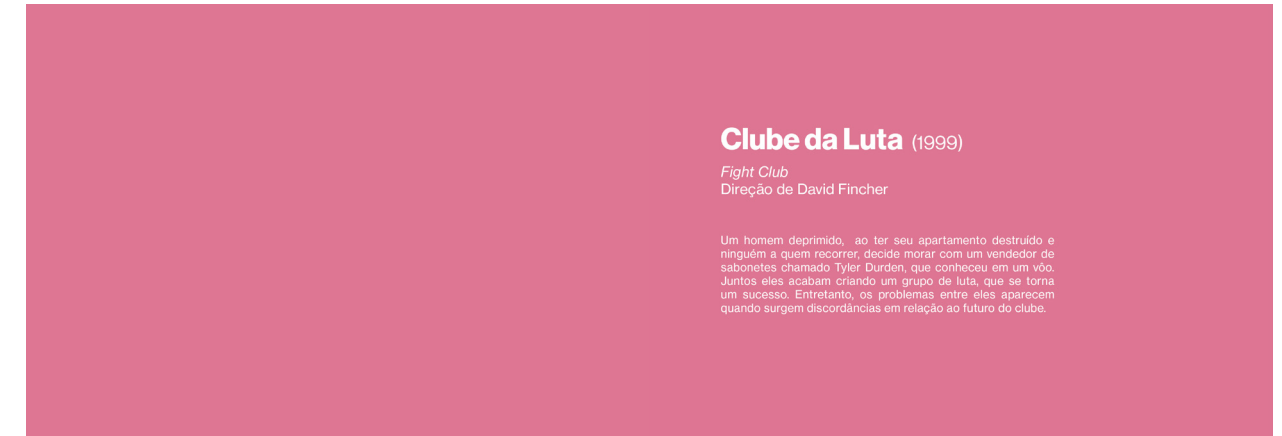 Clube da Luta (1999)
Fight Club
Direção de David Fincher
Um homem deprimido, ao ter seu apartamento destruído e
ninguém a quem recorrer, decide morar com um vendedor de
sabonetes chamado Tyler Durden, que conheceu em um vôo.
Juntos eles acabam criando um grupo de luta, que se torna
um sucesso. Entretanto, os problemas entre eles aparecem
quando surgem discordâncias em relação ao futuro do clube.